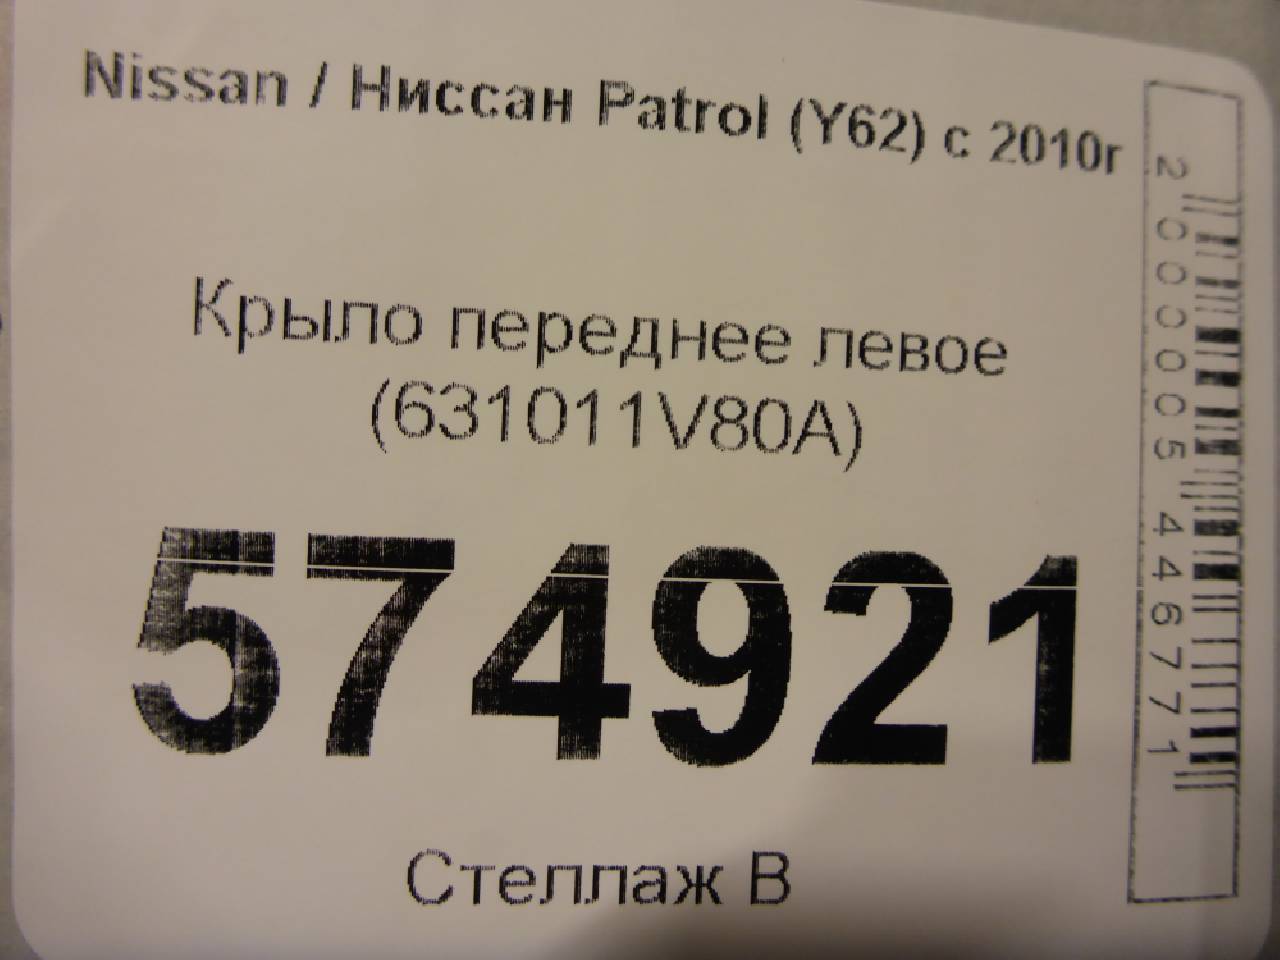 Nissan / Ниссан Patrol (Y62) с 2010г
Крыло переднее левое
(631011V80A)
574921
Стеллаж В
2000005446771